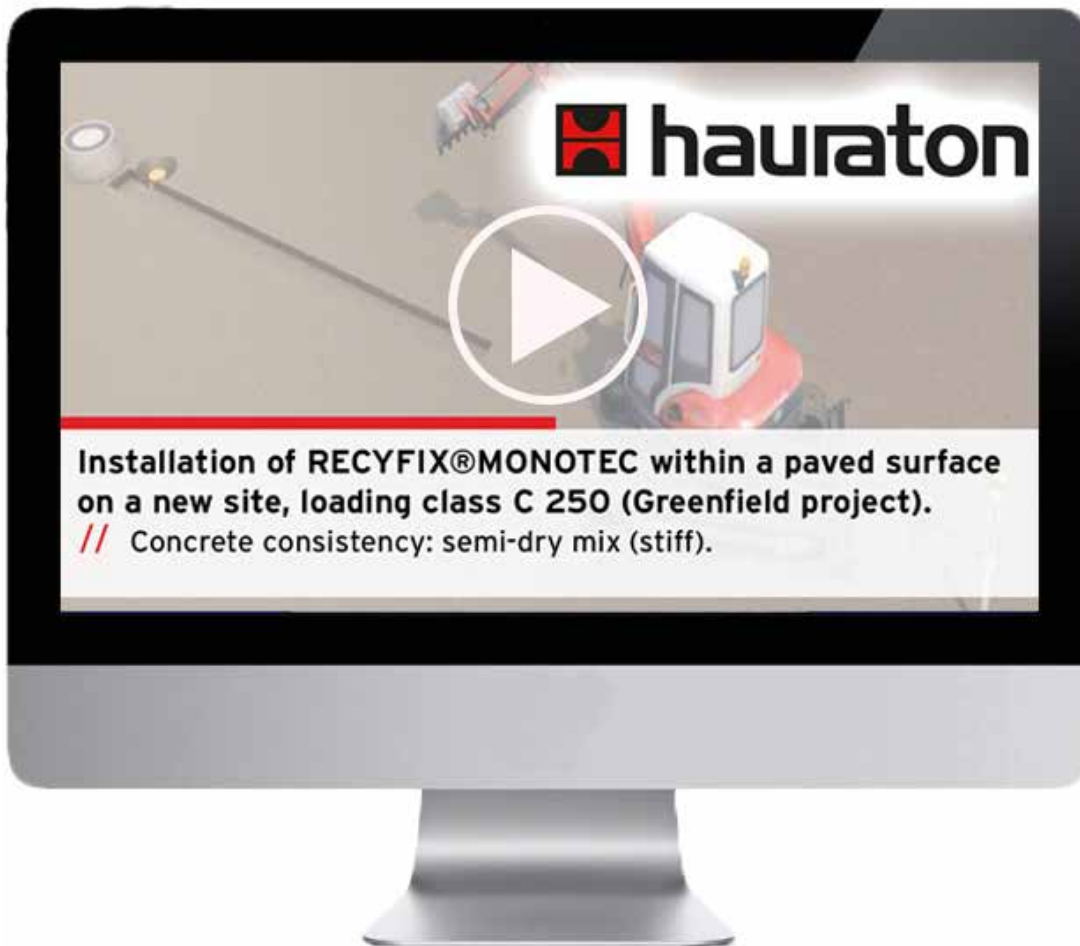 hauraton
Installation of RECYFIX®MONOTEC within a paved surface
on a new site, loading class C 250 (Greenfield project).
// Concrete consistency: semi-dry mix (stiff).